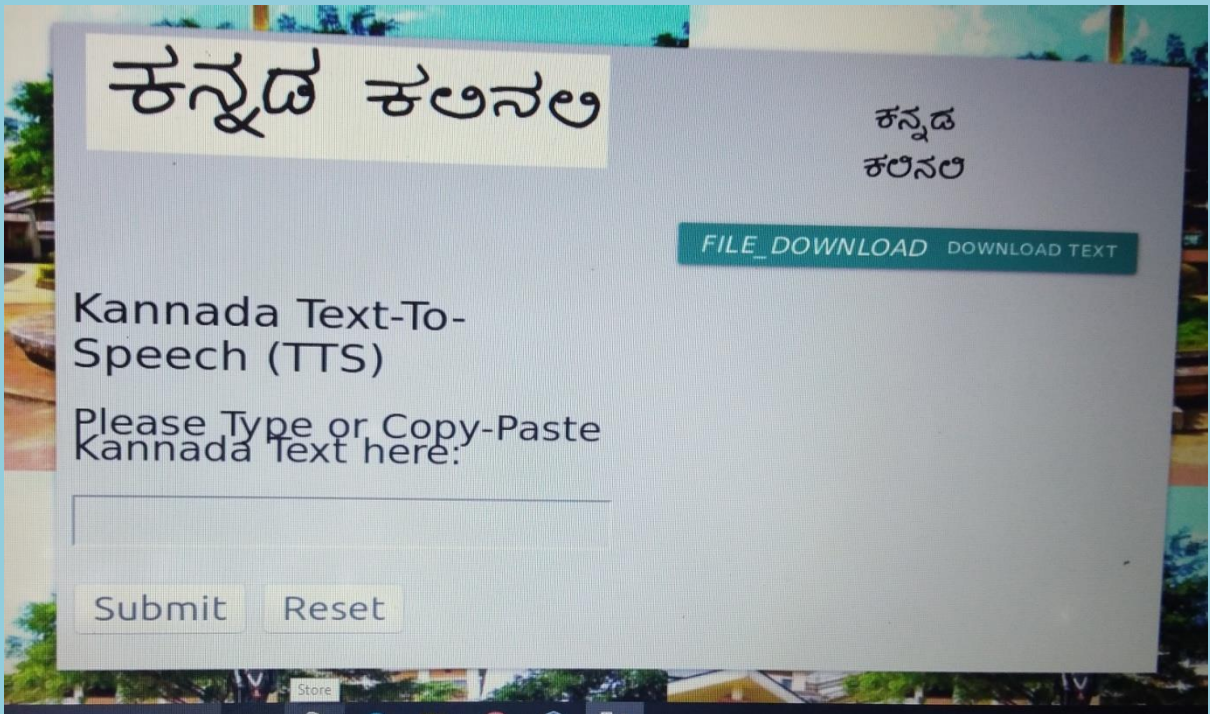 ಕನ್ನಡ ಕಲಿನಲಿ
ಕನ್ನಡ
ಕಲಿನಲಿ
FILE_DOWNLOAD DOWNLOAD TEXT
Kannada Text-To-
Speech (TTS)
Please Type or Copy-Paste
Kannada Text here:
Submit Reset
Store